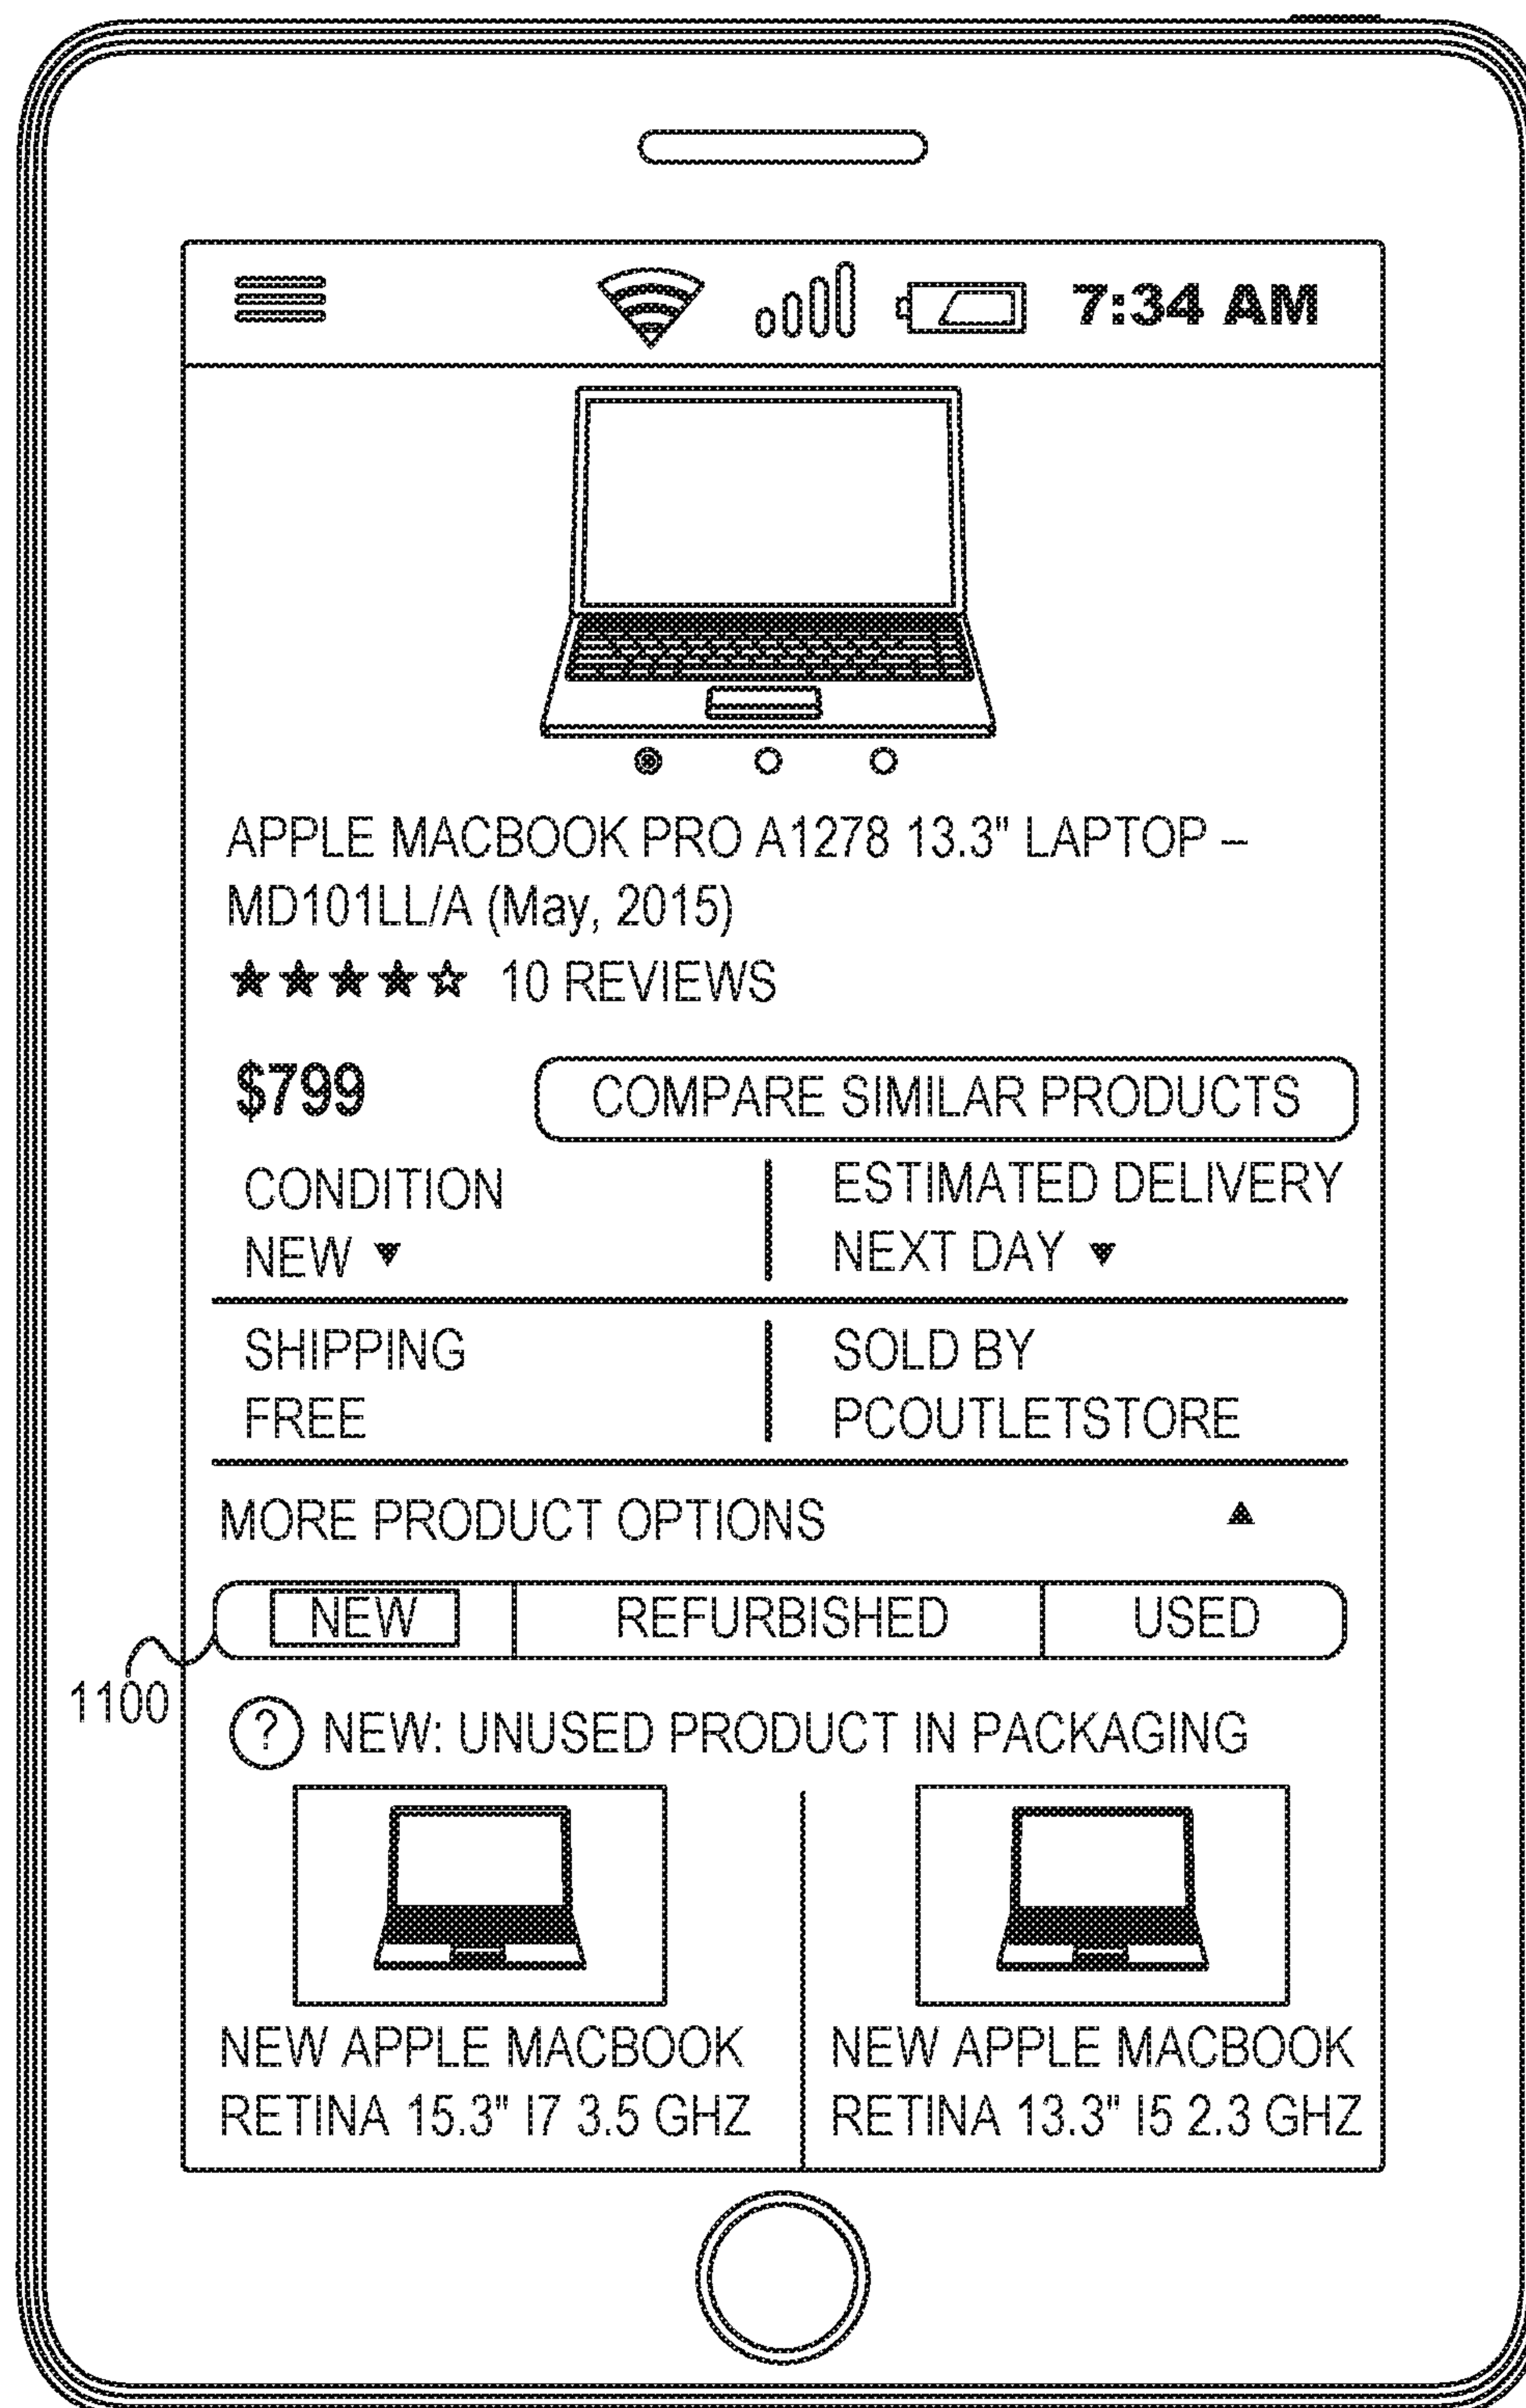 7:34 AM
APPLE MACBOOK PRO A1278 13.3" LAPTOP –
MD101LL/A (May, 2015)
10 REVIEWS
$799
COMPARE SIMILAR PRODUCTS
CONDITION
NEW
ESTIMATED DELIVERY
NEXT DAY
SHIPPING
FREE
SOLD BY
PCOUTLETSTORE
MORE PRODUCT OPTIONS
NEW
REFURBISHED
USED
1100
? NEW: UNUSED PRODUCT IN PACKAGING
NEW APPLE MACBOOK
RETINA 15.3" I7 3.5 GHZ
NEW APPLE MACBOOK
RETINA 13.3" I5 2.3 GHZ